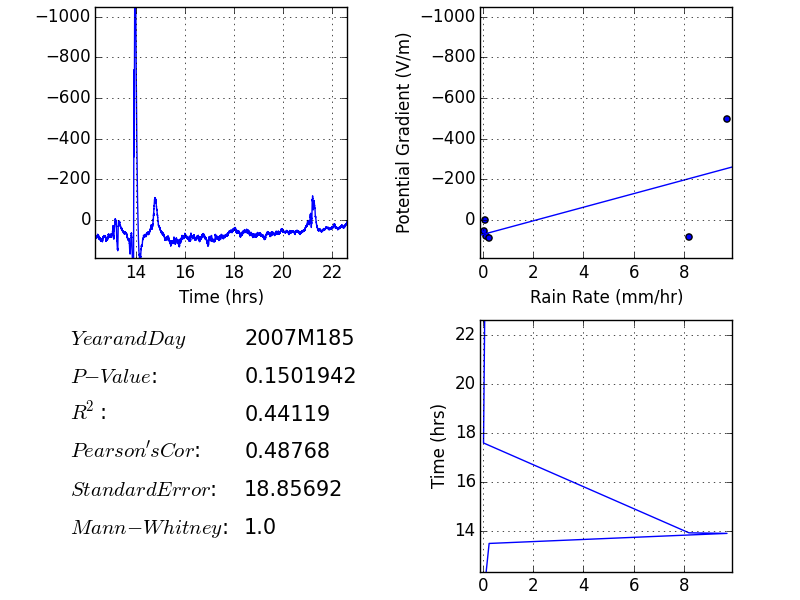 −1000
−800
−600
−400
−200
0
14 16 18 20 22
Time (hrs)
Potential Gradient (V/m)
−1000
−800
−600
−400
−200
0
0 2 4 6 8
Rain Rate (mm/hr)
YearandDay 2007M185
P−Value: 0.1501942
R²: 0.44119
Pearson'sCor: 0.48768
StandardError: 18.85692
Mann−Whitney: 1.0
Time (hrs)
22
20
18
16
14
0 2 4 6 8